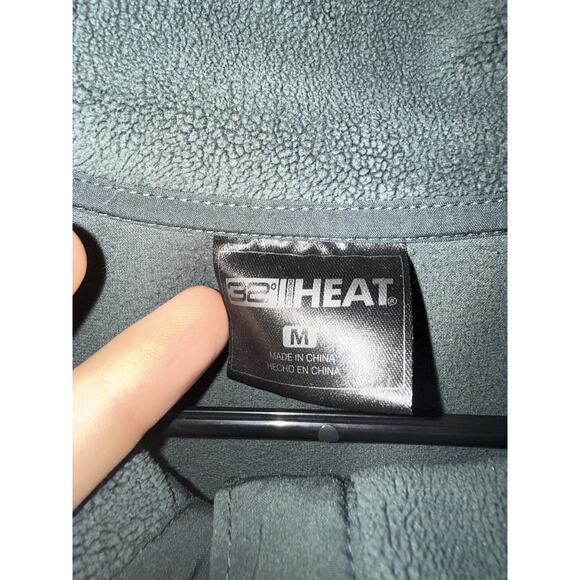 32° HEAT®
M
MADE IN CHINA
HECHO EN CHINA